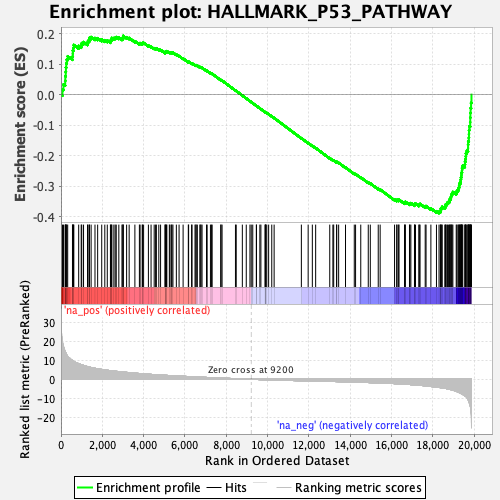 Enrichment plot: HALLMARK_P53_PATHWAY
Enrichment score (ES)
0.2
0.1
0.0
-0.1
-0.2
-0.3
-0.4
'na_pos' (positively correlated)
Ranked list metric (PreRanked)
30
20
10
0
-10
-20
Zero cross at 9200
'na_neg' (negatively correlated)
0
2,000
4,000
6,000
8,000
10,000
12,000
14,000
16,000
18,000
20,000
Rank in Ordered Dataset
Enrichment profile
Hits
Ranking metric scores